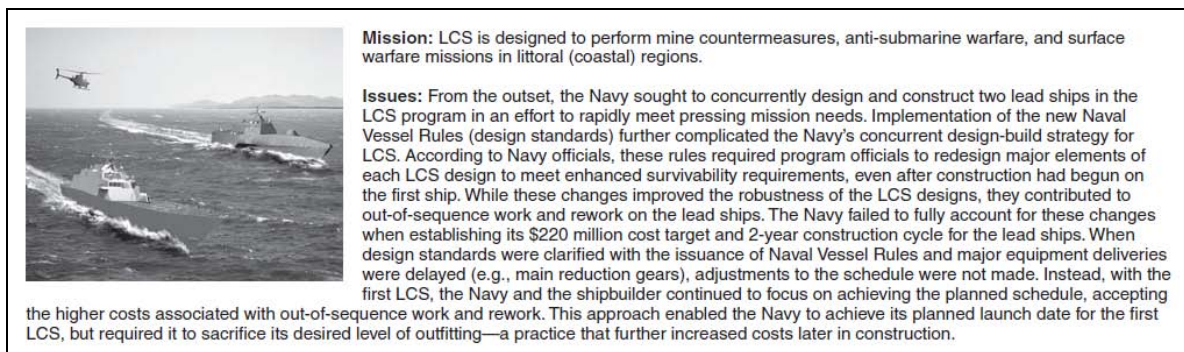 Mission: LCS is designed to perform mine countermeasures, anti-submarine warfare, and surface
warfare missions in littoral (coastal) regions.
Issues: From the outset, the Navy sought to concurrently design and construct two lead ships in the
LCS program in an effort to rapidly meet pressing mission needs. Implementation of the new Naval
Vessel Rules (design standards) further complicated the Navy's concurrent design-build strategy for
LCS. According to Navy officials, these rules required program officials to redesign major elements of
each LCS design to meet enhanced survivability requirements, even after construction had begun on
the first ship. While these changes improved the robustness of the LCS designs, they contributed to
out-of-sequence work and rework on the lead ships. The Navy failed to fully account for these changes
when establishing its $220 million cost target and 2-year construction cycle for the lead ships. When
design standards were clarified with the issuance of Naval Vessel Rules and major equipment deliveries
were delayed (e.g., main reduction gears), adjustments to the schedule were not made. Instead, with the
first LCS, the Navy and the shipbuilder continued to focus on achieving the planned schedule, accepting
the higher costs associated with out-of-sequence work and rework. This approach enabled the Navy to achieve its planned launch date for the first
LCS, but required it to sacrifice its desired level of outfitting—a practice that further increased costs later in construction.